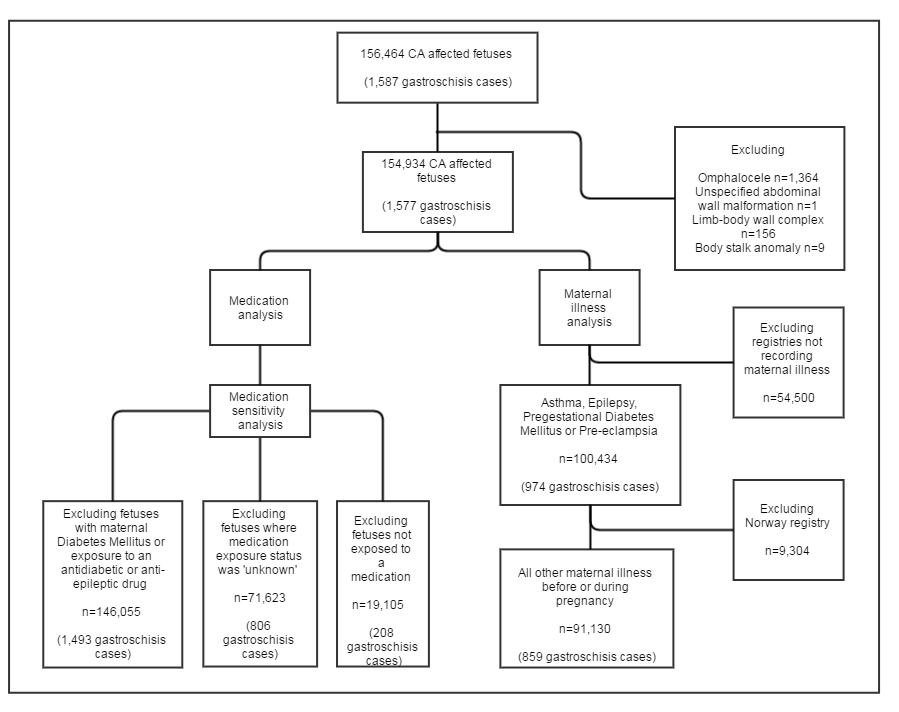 156,464 CA affected fetuses
(1,587 gastroschisis cases)
154,934 CA affected
fetuses
(1,577 gastroschisis
cases)
Excluding
Omphalocele n=1,364
Unspecified abdominal
wall malformation n=1
Limb-body wall complex
n=156
Body stalk anomaly n=9
Medication
analysis
Maternal
illness
analysis
Excluding
registries not
recording
maternal illness
n=54,500
Medication
sensitivity
analysis
Asthma, Epilepsy,
Pregestional Diabetes
Mellitus or Pre-eclampsia
n=100,434
(974 gastroschisis cases)
Excluding
Norway registry
n=9,304
Excluding fetuses
with maternal
Diabetes Mellitus or
exposure to an
antidiabetic or anti-
epileptic drug
n=146,055
(1,493 gastroschisis
cases)
Excluding
fetuses where
medication
exposure status
was 'unknown'
n=71,623
(806
gastroschisis
cases)
Excluding
fetuses not
exposed to
a
medication
n=19,105
(208
gastroschisis
cases)
All other maternal illness
before or during
pregnancy
n=91,130
(859 gastroschisis cases)